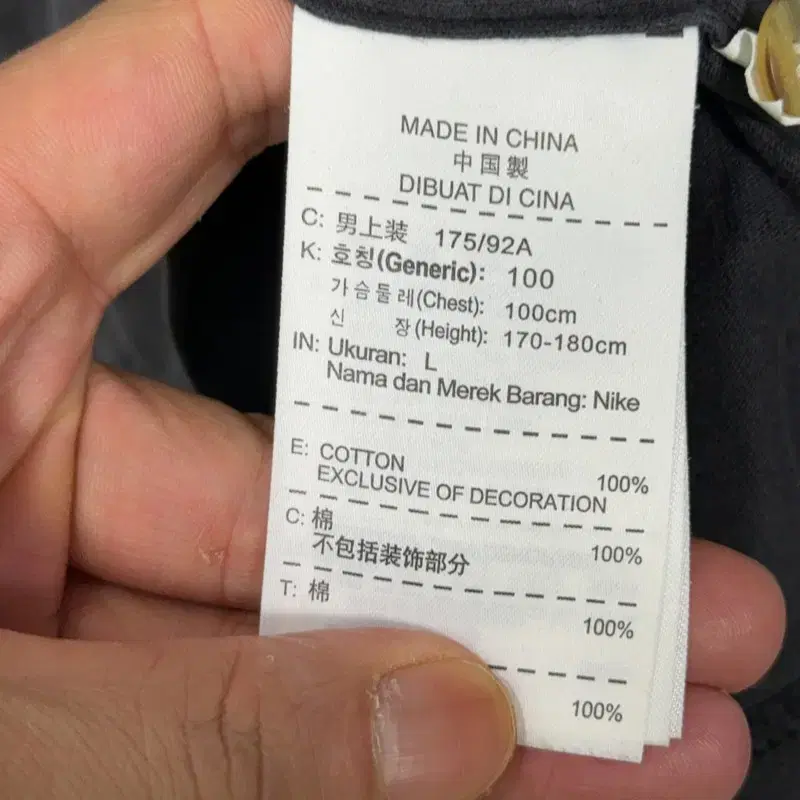 MADE IN CHINA
中国製
DIBUAT DI CINA
C: 男上装 175/92A
K: 호칭(Generic): 100
가슴둘레(Chest): 100cm
신 장(Height): 170-180cm
IN: Ukuran: L
Nama dan Merek Barang: Nike
E: COTTON 100%
EXCLUSIVE OF DECORATION
C: 棉 100%
不包括装饰部分
T: 棉 100%
100%